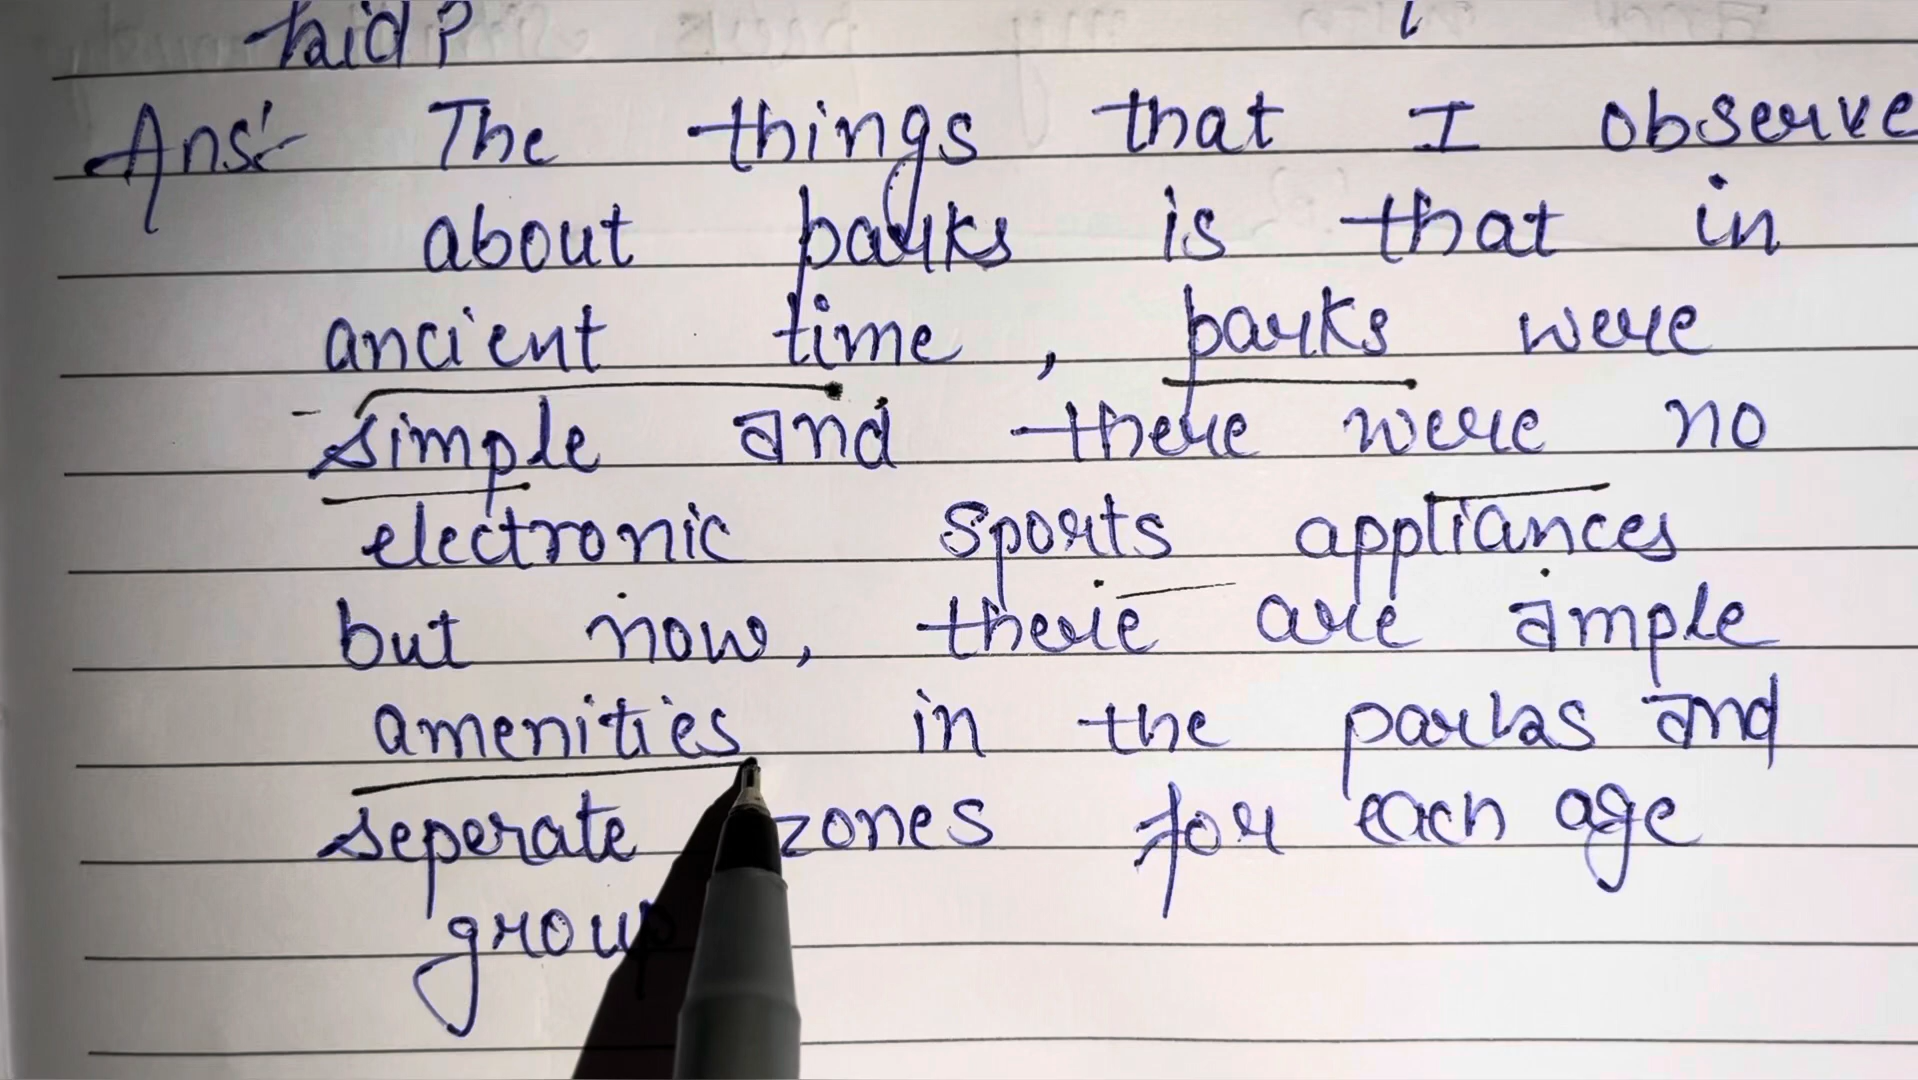 Ans:- The things that I observe
about parks is that in
ancient time, parks were
simple and there were no
electronic sports appliances
but now, there are ample
amenities in the parks and
seperate zones for each age
group